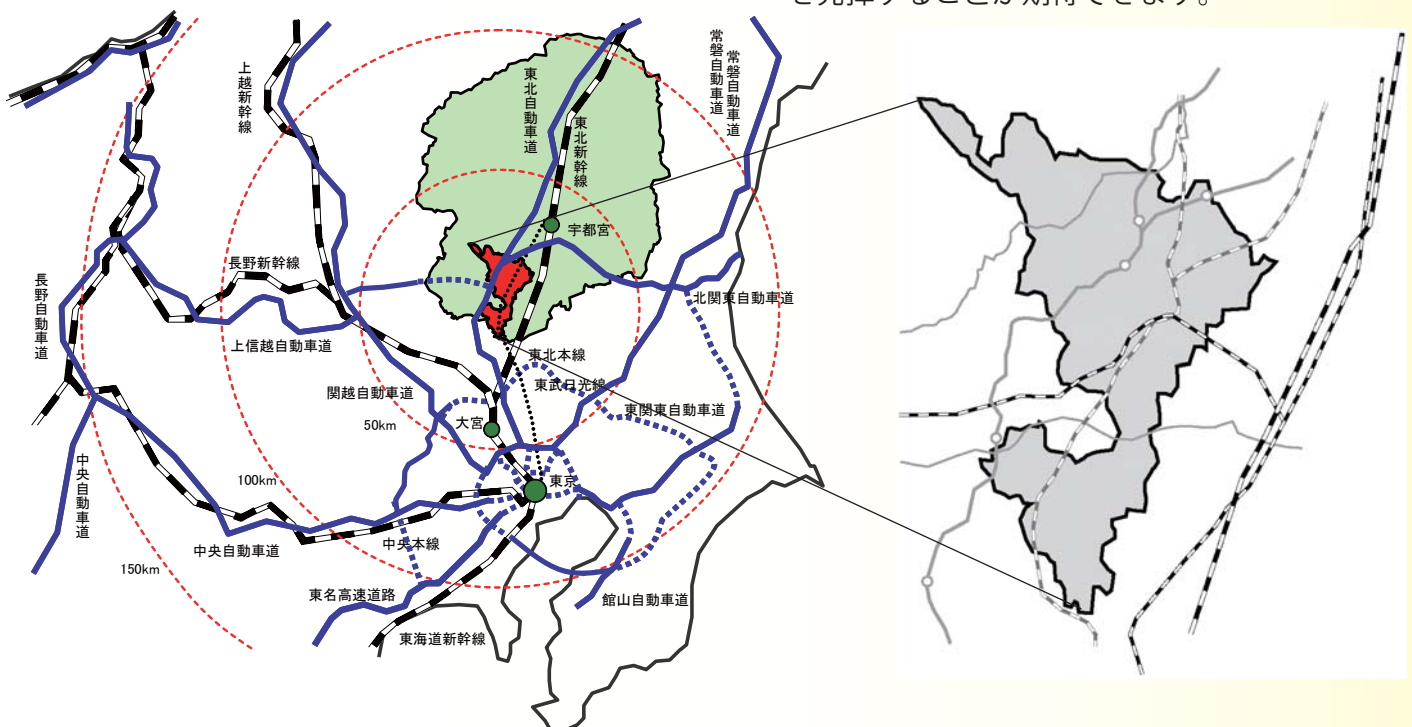 を発揮することが期待できます。
上越新幹線
東北自動車道
東北新幹線
常磐自動車道
常磐自動車道
宇都宮
長野新幹線
北関東自動車道
長野自動車道
上信越自動車道
東北本線
東武日光線
関越自動車道
東関東自動車道
50km
大宮
中央自動車道
100km
東京
中央自動車道
中央本線
150km
東名高速道路
館山自動車道
東海道新幹線